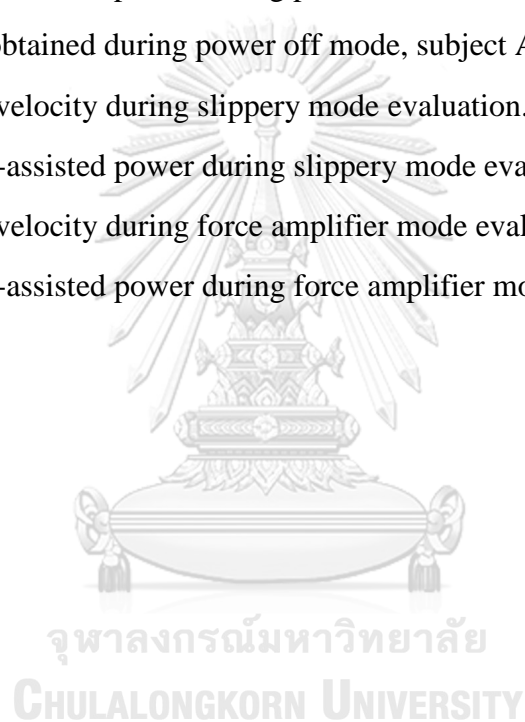 obtained during power off mode, subject A
velocity during slippery mode evaluation.
-assisted power during slippery mode eva
velocity during force amplifier mode eval
-assisted power during force amplifier mo
จุฬาลงกรณ์มหาวิทยาลัย
CHULALONGKORN UNIVERSITY